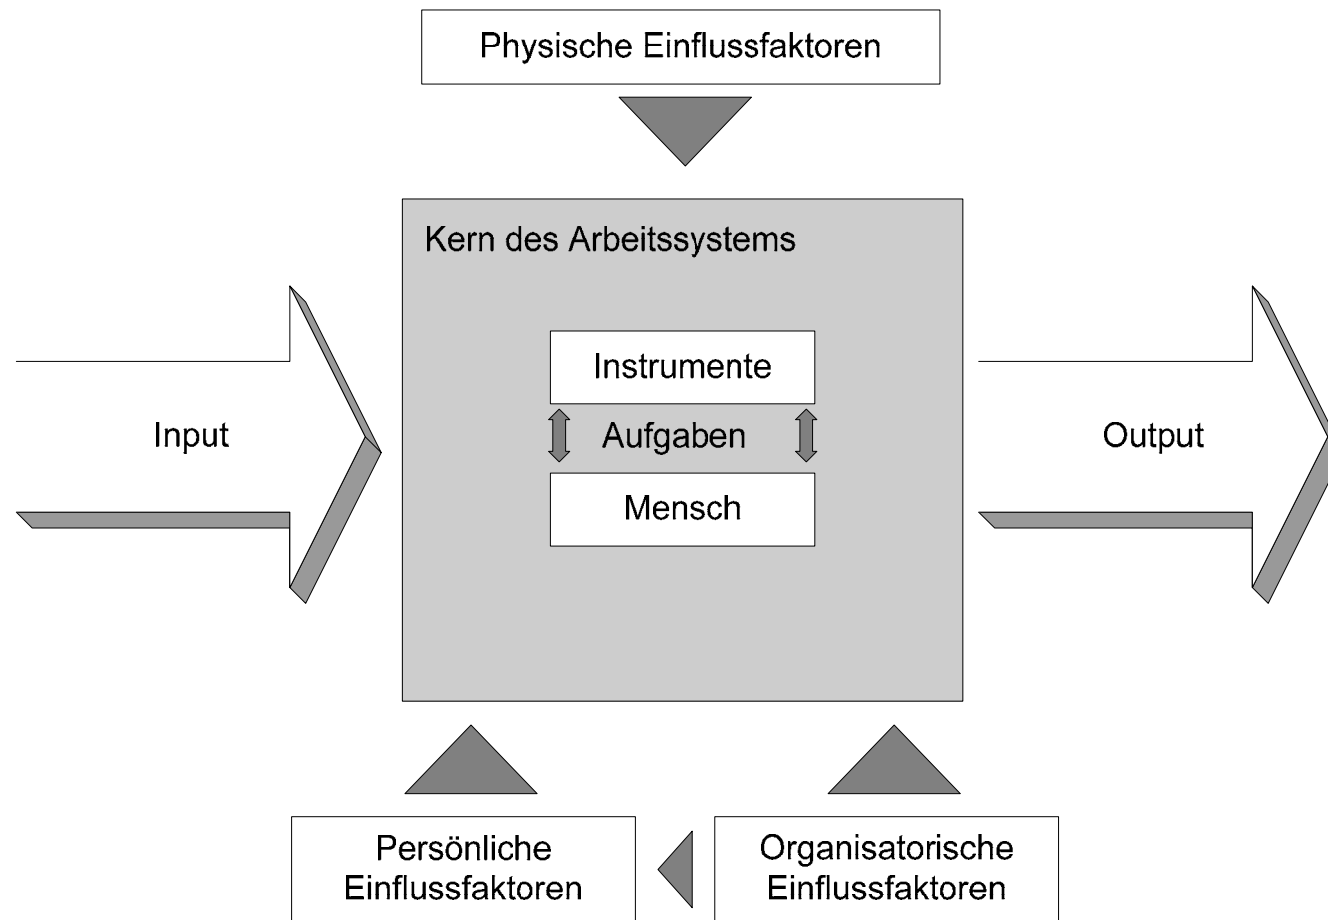 Physische Einflussfaktoren
Kern des Arbeitssystems
Instrumente
Input
Aufgaben
Output
Mensch
Persönliche
Einflussfaktoren
Organisatorische
Einflussfaktoren